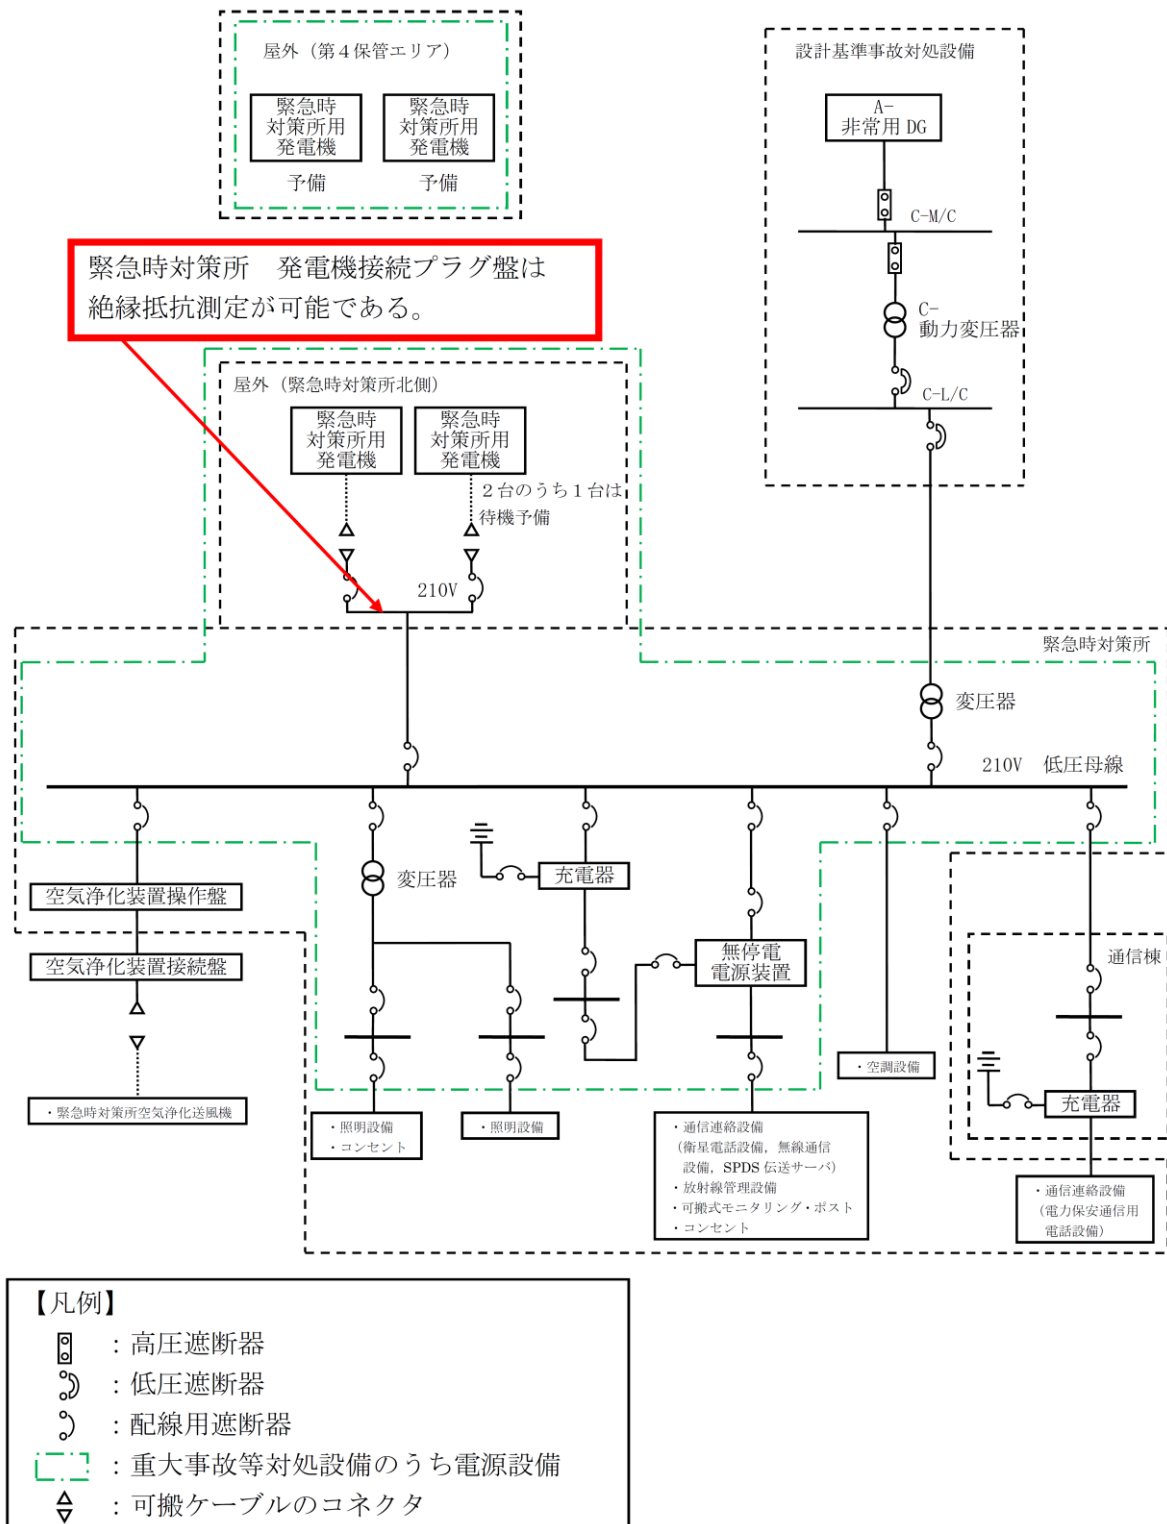 屋外（第４保管エリア）
緊急時
対策所用
発電機
緊急時
対策所用
発電機
予備
予備
設計基準事故対処設備
A-
非常用 DG
C-M/C
C-
動力変圧器
C-L/C
緊急時対策所　発電機接続プラグ盤は
絶縁抵抗測定が可能である。
屋外（緊急時対策所北側）
緊急時
対策所用
発電機
緊急時
対策所用
発電機
２台のうち１台は
待機予備
210V
緊急時対策所
変圧器
210V　低圧母線
変圧器
充電器
空気浄化装置操作盤
空気浄化装置接続盤
無停電
電源装置
通信棟
・空調設備
充電器
・緊急時対策所空気浄化送風機
・照明設備
・コンセント
・照明設備
・通信連絡設備
（衛星電話設備，無線通信
設備，SPDS 伝送サーバ）
・放射線管理設備
・可搬式モニタリング・ポスト
・コンセント
・通信連絡設備
（電力保安通信用
電話設備）
【凡例】
：高圧遮断器
：低圧遮断器
：配線用遮断器
：重大事故等対処設備のうち電源設備
：可搬ケーブルのコネクタ